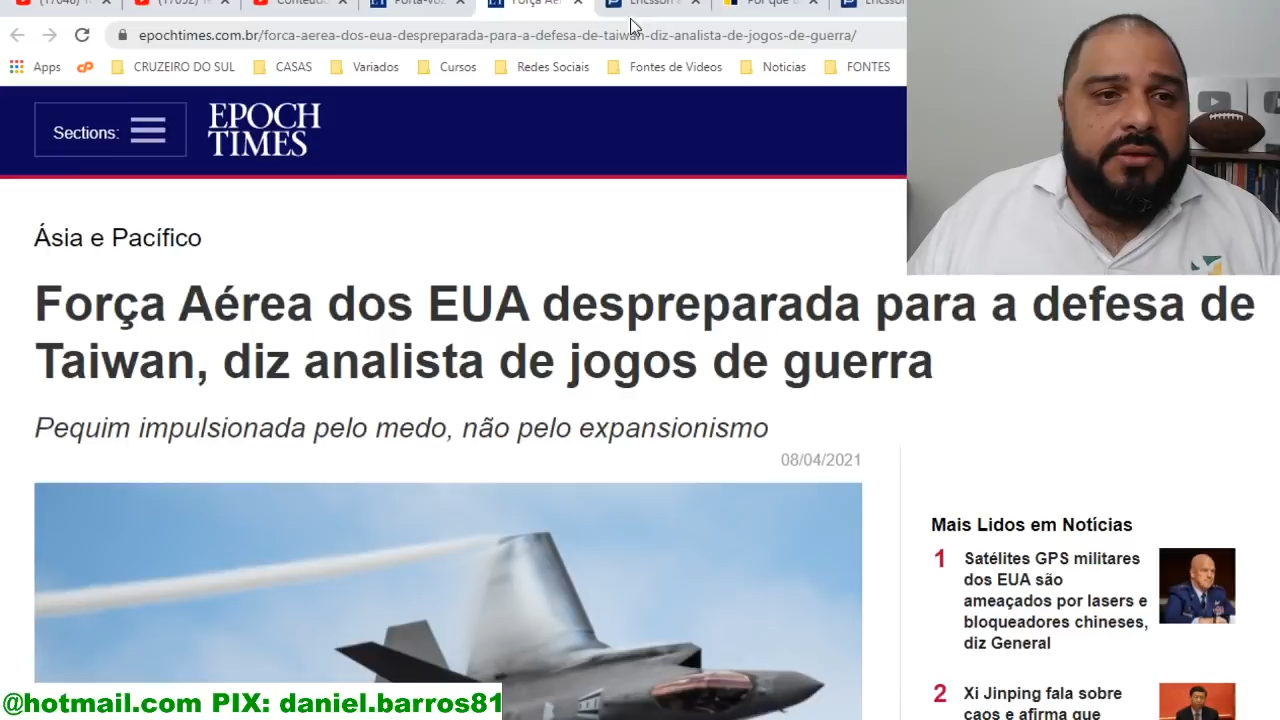 (17048) 
(17052) 
Conteúdo
Porta-voz
Força Aér
Ericsson e
Por que
Ericsson
epochtimes.com.br/forca-aerea-dos-eua-despreparada-para-a-defesa-de-taiwan-diz-analista-de-jogos-de-guerra/
Apps
CRUZEIRO DO SUL
CASAS
Variados
Cursos
Redes Sociais
Fontes de Videos
Noticias
FONTES
Sections:
EPOCH
TIMES
Ásia e Pacífico
Força Aérea dos EUA despreparada para a defesa de
Taiwan, diz analista de jogos de guerra
Pequim impulsionada pelo medo, não pelo expansionismo
08/04/2021
Mais Lidos em Notícias
1
Satélites GPS militares
dos EUA são
ameaçados por lasers e
bloqueadores chineses,
diz General
2
Xi Jinping fala sobre
caos e afirma que
@hotmail.com PIX: daniel.barros81